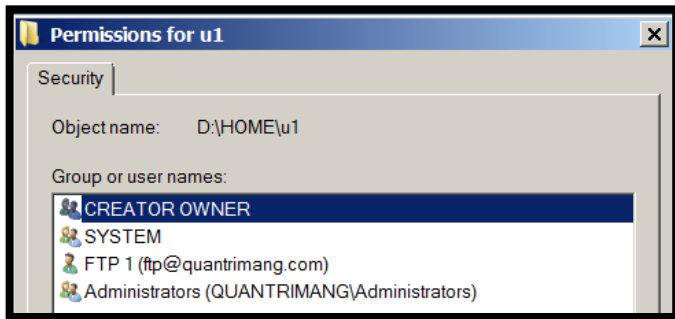 Permissions for u1
Security
Object name: D:\HOME\u1
Group or user names:
CREATOR OWNER
SYSTEM
FTP 1 (ftp@quantrimang.com)
Administrators (QUANTRIMANG\Administrators)